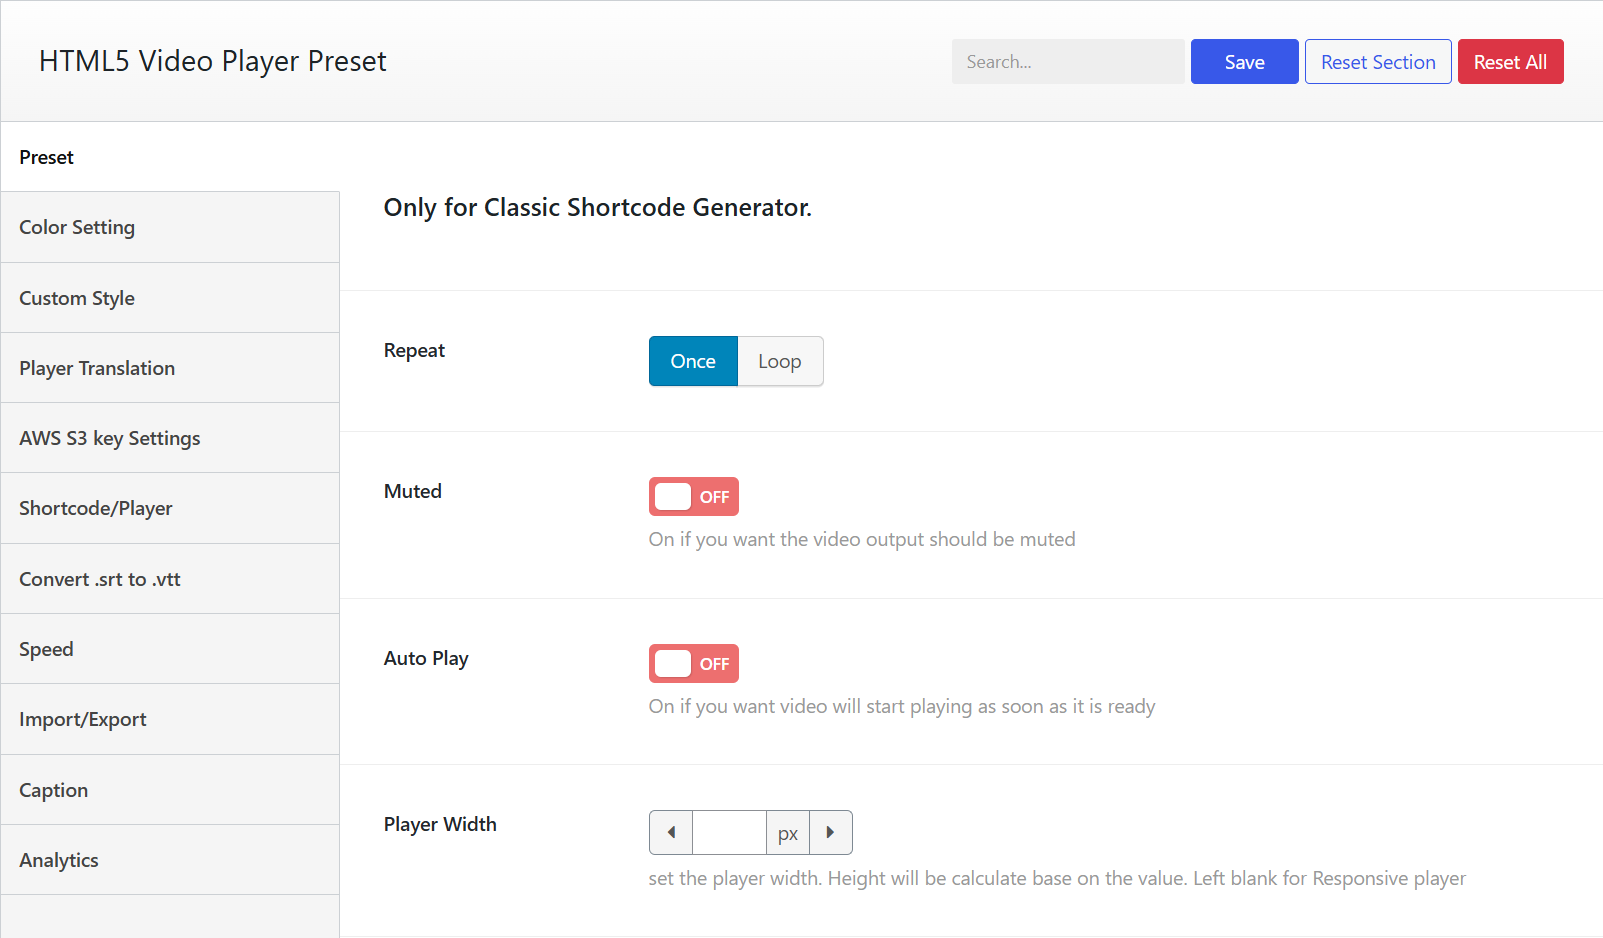 HTML5 Video Player Preset
Search...
Save
Reset Section
Reset All
Preset
Color Setting
Custom Style
Player Translation
AWS S3 key Settings
Shortcode/Player
Convert .srt to .vtt
Speed
Import/Export
Caption
Analytics
Only for Classic Shortcode Generator.
Repeat
Once
Loop
Muted
OFF
On if you want the video output should be muted
Auto Play
OFF
On if you want video will start playing as soon as it is ready
Player Width
px
set the player width. Height will be calculate base on the value. Left blank for Responsive player